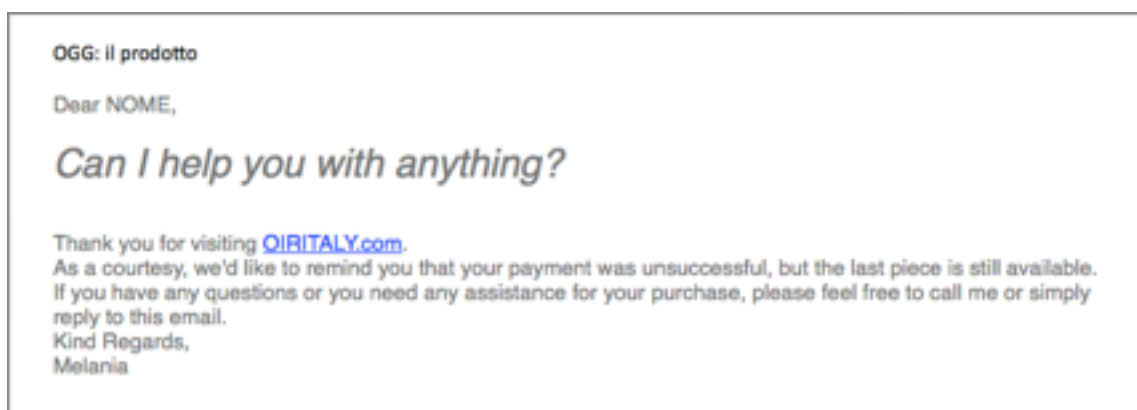 OGG: il prodotto
Dear NOME,
Can I help you with anything?
Thank you for visiting OIRITALY.com.
As a courtesy, we'd like to remind you that your payment was unsuccessful, but the last piece is still available.
If you have any questions or you need any assistance for your purchase, please feel free to call me or simply
reply to this email.
Kind Regards,
Melania